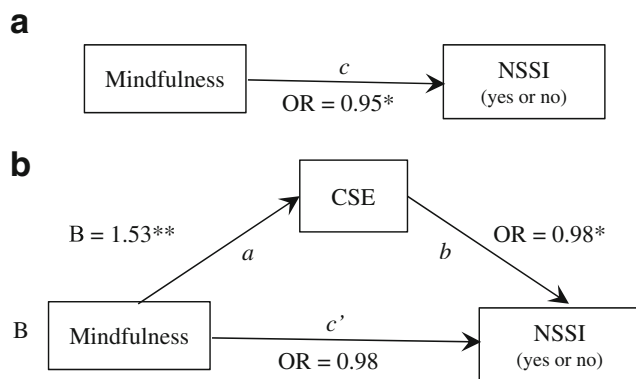 a
Mindfulness
c
OR = 0.95*
NSSI
(yes or no)
b
CSE
B = 1.53**
a
b
OR = 0.98*
B
Mindfulness
c’
OR = 0.98
NSSI
(yes or no)